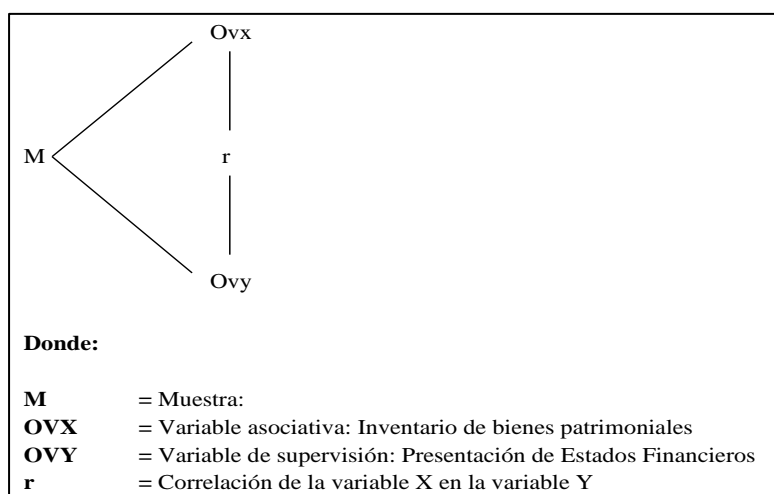 Ovx
M r
Ovy
Donde:
M = Muestra:
OVX = Variable asociativa: Inventario de bienes patrimoniales
OVY = Variable de supervisión: Presentación de Estados Financieros
r = Correlación de la variable X en la variable Y